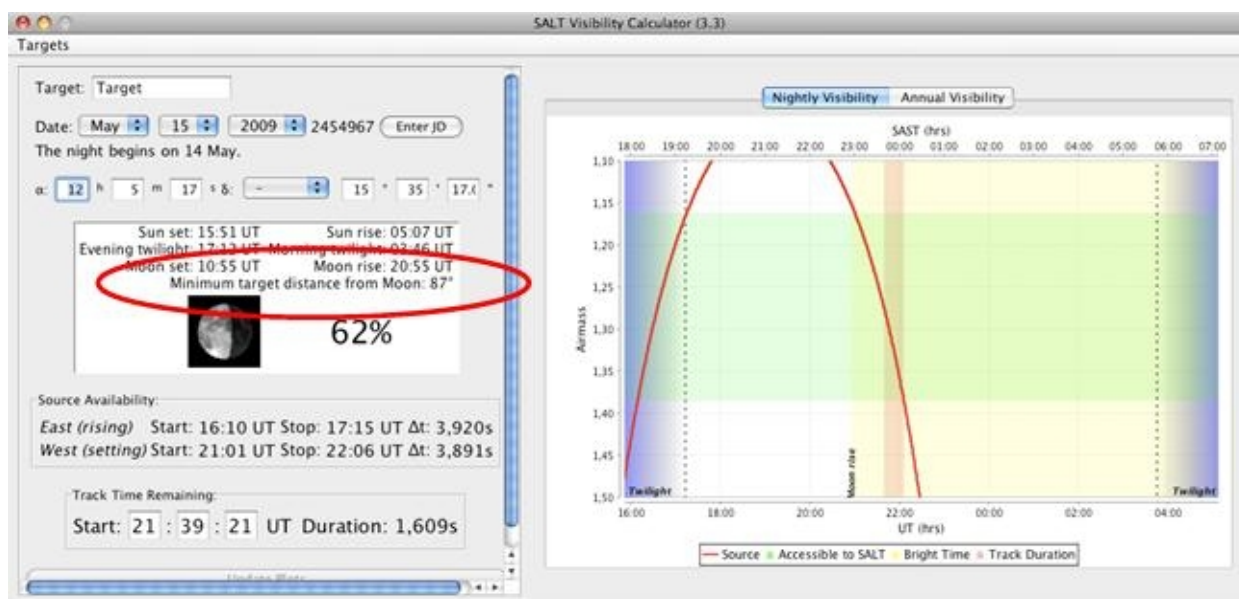 SALT Visibility Calculator (3.3)
Targets
Target: Target
Date: May 15 2009 2454967 Enter JD
The night begins on 14 May.
α: 12 h 5 m 17 s δ: - 15 ° 35 ' 17.0 "
Sun set: 15:51 UT Sun rise: 05:07 UT
Evening twilight: 17:13 UT Morning twilight: 03:46 UT
Moon set: 10:55 UT Moon rise: 20:55 UT
Minimum target distance from Moon: 87°
62%
Source Availability:
East (rising) Start: 16:10 UT Stop: 17:15 UT Δt: 3,920s
West (setting) Start: 21:01 UT Stop: 22:06 UT Δt: 3,891s
Track Time Remaining:
Start: 21 : 39 : 21 UT Duration: 1,609s
Update Plots
Nightly Visibility Annual Visibility
SAST (hrs)
18:00 19:00 20:00 21:00 22:00 23:00 00:00 01:00 02:00 03:00 04:00 05:00 06:00 07:00
1,10
1,15
1,20
1,25
1,30
1,35
1,40
1,45
1,50
Airmass
Twilight
Moon rise
Twilight
16:00 18:00 20:00 22:00 00:00 02:00 04:00
UT (hrs)
Source Accessible to SALT Bright Time Track Duration